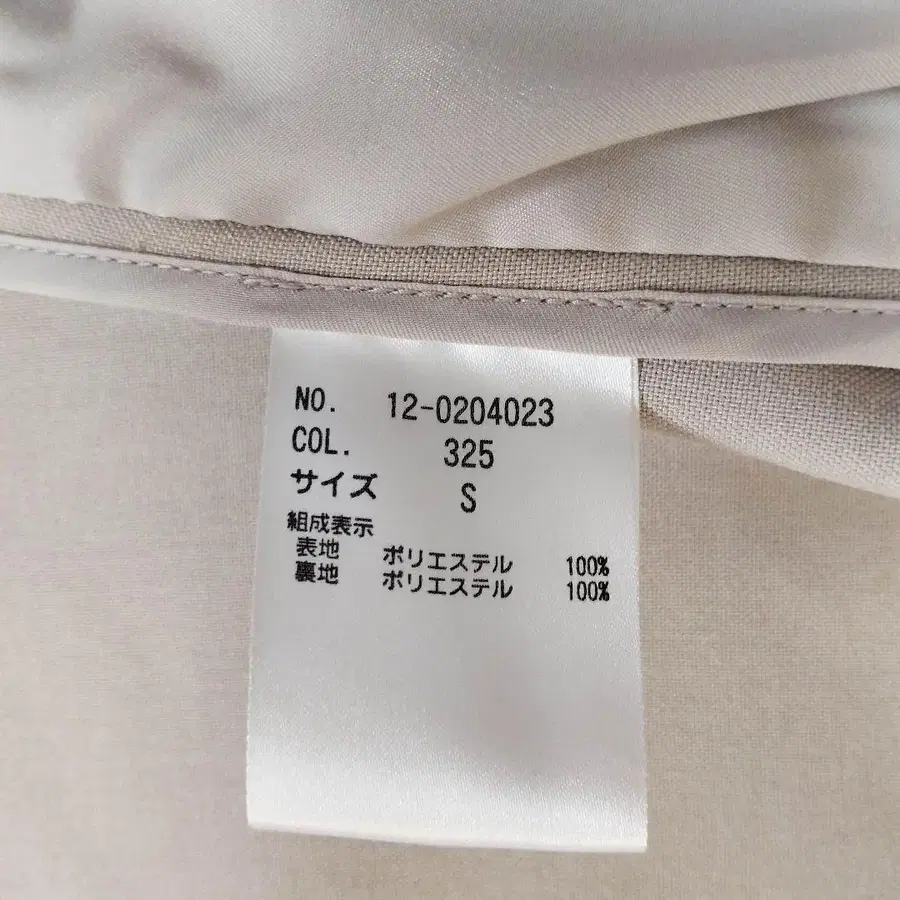 NO. 12-0204023
COL. 325
サイズ S
組成表示
表地 ポリエステル 100%
裏地 ポリエステル 100%